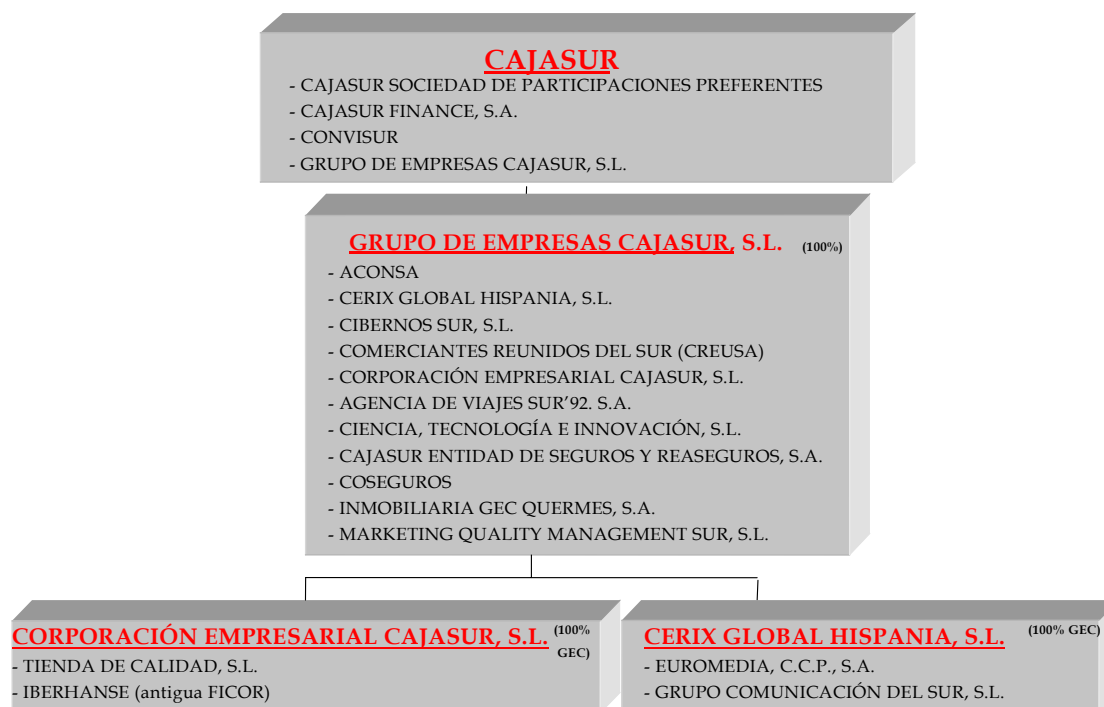 CAJASUR
- CAJASUR SOCIEDAD DE PARTICIPACIONES PREFERENTES
- CAJASUR FINANCE, S.A.
- CONVISUR
- GRUPO DE EMPRESAS CAJASUR, S.L.
GRUPO DE EMPRESAS CAJASUR, S.L. (100%)
- ACONSA
- CERIX GLOBAL HISPANIA, S.L.
- CIBERNOS SUR, S.L.
- COMERCIANTES REUNIDOS DEL SUR (CREUSA)
- CORPORACIÓN EMPRESARIAL CAJASUR, S.L.
- AGENCIA DE VIAJES SUR’92. S.A.
- CIENCIA, TECNOLOGÍA E INNOVACIÓN, S.L.
- CAJASUR ENTIDAD DE SEGUROS Y REASEGUROS, S.A.
- COSEGUROS
- INMOBILIARIA GEC QUERMES, S.A.
- MARKETING QUALITY MANAGEMENT SUR, S.L.
CORPORACIÓN EMPRESARIAL CAJASUR, S.L. (100%
GEC)
- TIENDA DE CALIDAD, S.L.
- IBERHANSE (antigua FICOR)
CERIX GLOBAL HISPANIA, S.L. (100% GEC)
- EUROMEDIA, C.C.P., S.A.
- GRUPO COMUNICACIÓN DEL SUR, S.L.